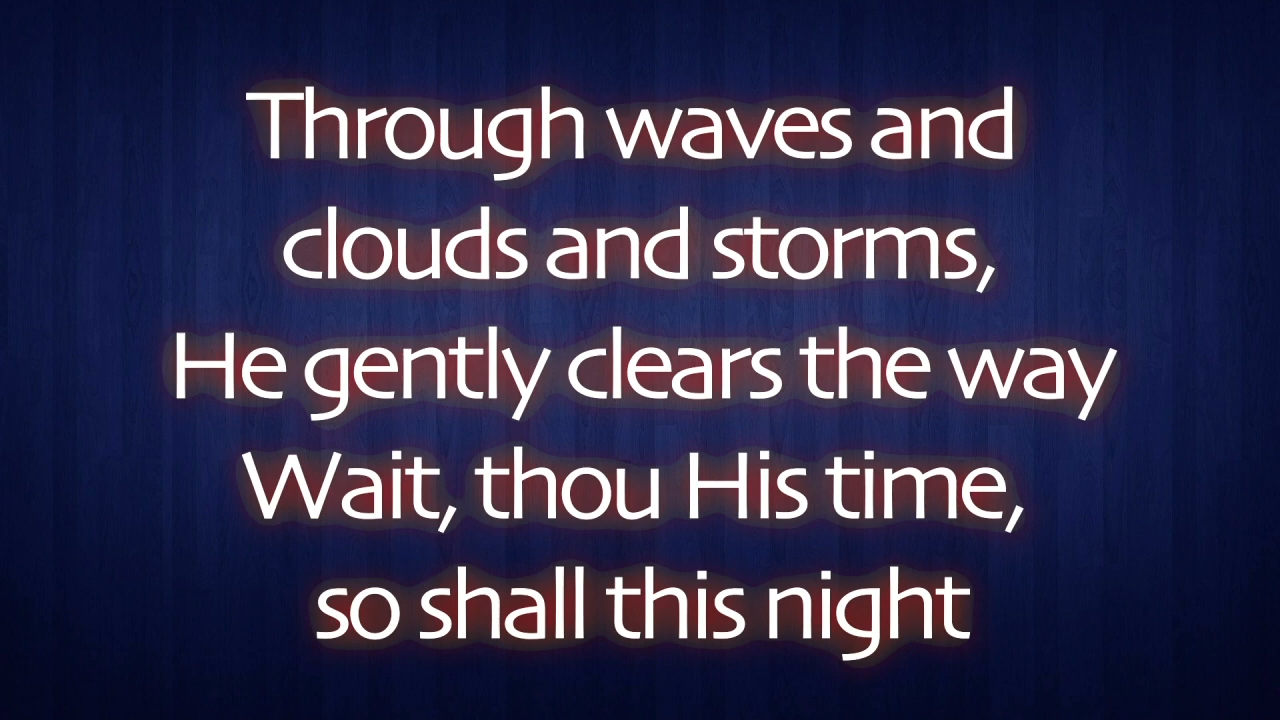 Through waves and
clouds and storms,
He gently clears the way
Wait, thou His time,
so shall this night